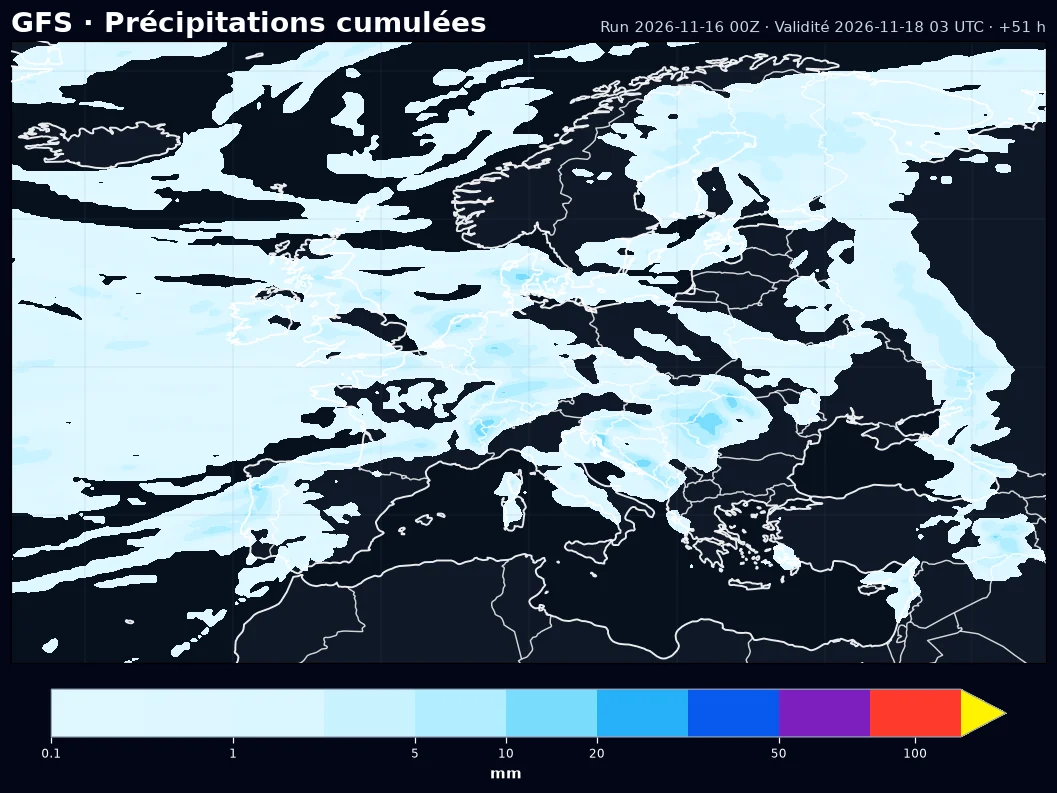 GFS · Précipitations cumulées
Run 2026-11-16 00Z · Validité 2026-11-18 03 UTC · +51 h
0.1 1 5 10 20 50 100
mm